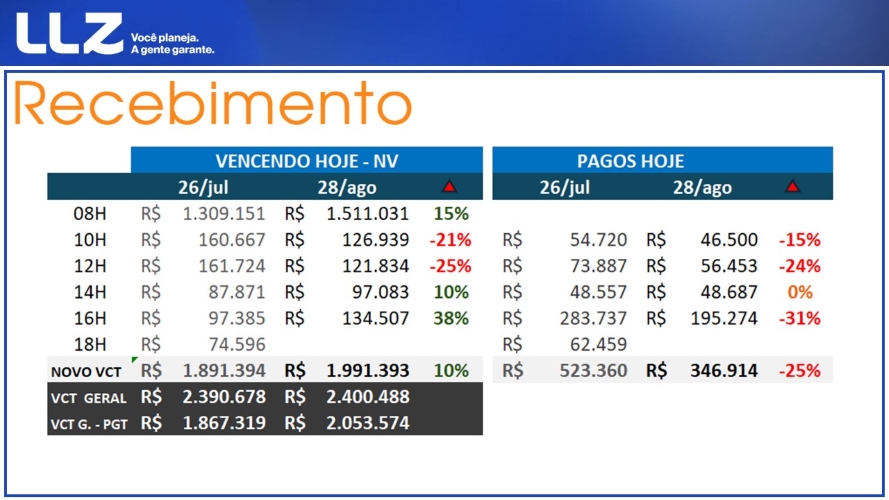 LLZ Você planeja.
A gente garante.
Recebimento
VENCENDO HOJE - NV PAGOS HOJE
26/jul 28/ago 26/jul 28/ago
08H R$ 1.309.151 R$ 1.511.031 15%
10H R$ 160.667 R$ 126.939 -21% R$ 54.720 R$ 46.500 -15%
12H R$ 161.724 R$ 121.834 -25% R$ 73.887 R$ 56.453 -24%
14H R$ 87.871 R$ 97.083 10% R$ 48.557 R$ 48.687 0%
16H R$ 97.385 R$ 134.507 38% R$ 283.737 R$ 195.274 -31%
18H R$ 74.596 R$ 62.459
NOVO VCT R$ 1.891.394 R$ 1.991.393 10% R$ 523.360 R$ 346.914 -25%
VCT GERAL R$ 2.390.678 R$ 2.400.488
VCT G. - PGT R$ 1.867.319 R$ 2.053.574